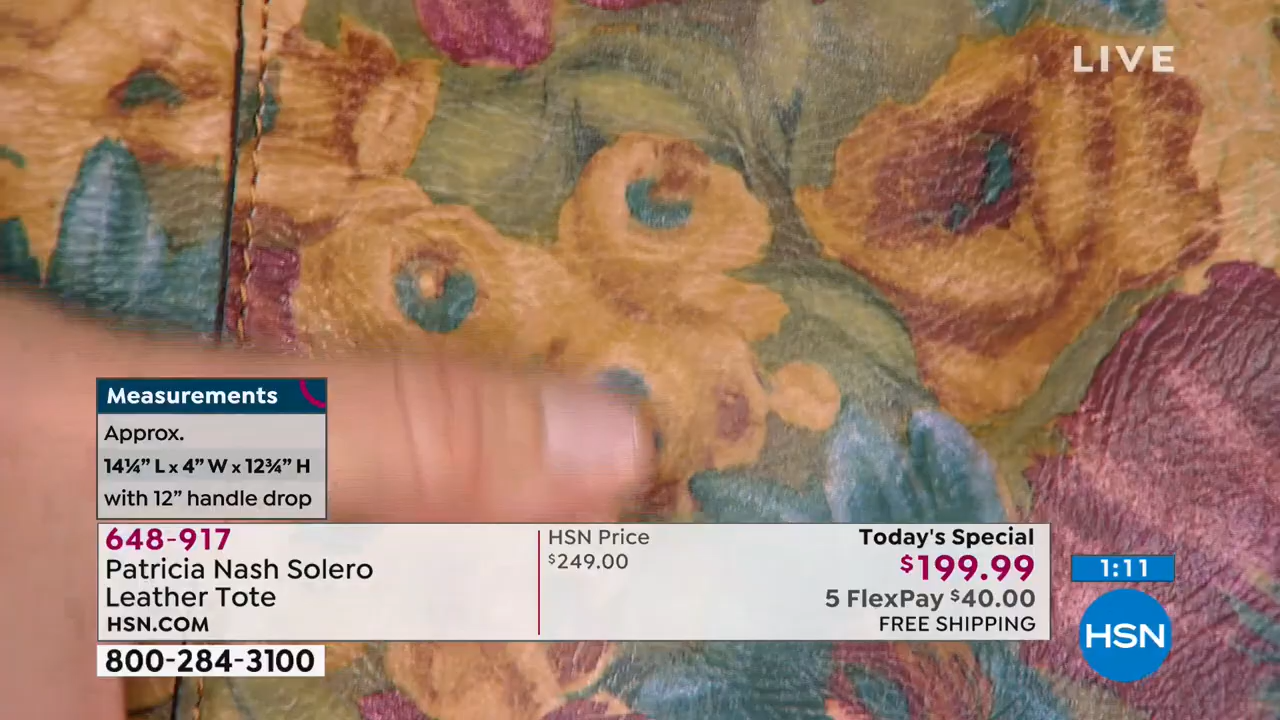 LIVE
Measurements
Approx.
14¼” L x 4” W x 12¾” H
with 12” handle drop
648-917
Patricia Nash Solero
Leather Tote
HSN.COM
HSN Price
$249.00
Today's Special
$199.99
5 FlexPay $40.00
FREE SHIPPING
1:11
HSN
800-284-3100